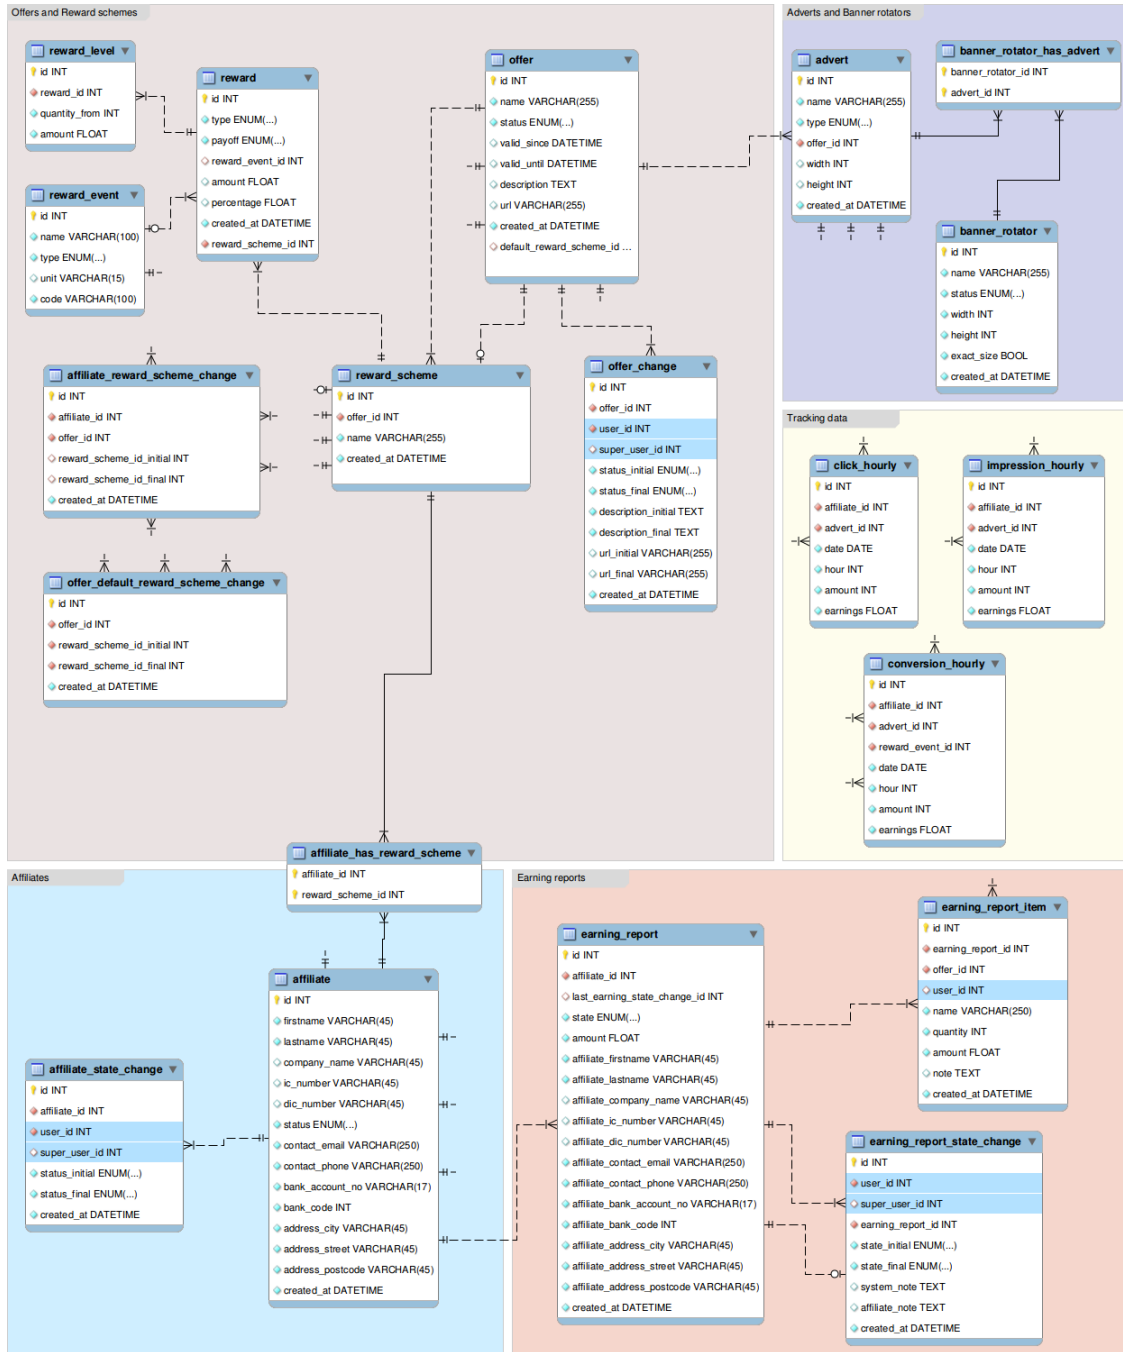 Offers and Reward schemes
reward_level
id INT
reward_id INT
quantity_from INT
amount FLOAT
reward
id INT
type ENUM(...)
payoff ENUM(...)
reward_event_id INT
amount FLOAT
percentage FLOAT
created_at DATETIME
reward_scheme_id INT
offer
id INT
name VARCHAR(255)
status ENUM(...)
valid_since DATETIME
valid_until DATETIME
description TEXT
url VARCHAR(255)
created_at DATETIME
default_reward_scheme_id ...
reward_event
id INT
name VARCHAR(100)
type ENUM(...)
unit VARCHAR(15)
code VARCHAR(100)
affiliate_reward_scheme_change
id INT
affiliate_id INT
offer_id INT
reward_scheme_id_initial INT
reward_scheme_id_final INT
created_at DATETIME
reward_scheme
id INT
offer_id INT
name VARCHAR(255)
created_at DATETIME
offer_change
id INT
offer_id INT
user_id INT
super_user_id INT
status_initial ENUM(...)
status_final ENUM(...)
description_initial TEXT
description_final TEXT
url_initial VARCHAR(255)
url_final VARCHAR(255)
created_at DATETIME
offer_default_reward_scheme_change
id INT
offer_id INT
reward_scheme_id_initial INT
reward_scheme_id_final INT
created_at DATETIME
Adverts and Banner rotators
advert
id INT
name VARCHAR(255)
type ENUM(...)
offer_id INT
width INT
height INT
created_at DATETIME
banner_rotator_has_advert
banner_rotator_id INT
advert_id INT
banner_rotator
id INT
name VARCHAR(255)
status ENUM(...)
width INT
height INT
exact_size BOOL
created_at DATETIME
Tracking data
click_hourly
id INT
affiliate_id INT
advert_id INT
date DATE
hour INT
amount INT
earnings FLOAT
impression_hourly
id INT
affiliate_id INT
advert_id INT
date DATE
hour INT
amount INT
earnings FLOAT
conversion_hourly
id INT
affiliate_id INT
advert_id INT
reward_event_id INT
date DATE
hour INT
amount INT
earnings FLOAT
affiliate_has_reward_scheme
affiliate_id INT
reward_scheme_id INT
Affiliates
affiliate
id INT
firstname VARCHAR(45)
lastname VARCHAR(45)
company_name VARCHAR(45)
ic_number VARCHAR(45)
dic_number VARCHAR(45)
status ENUM(...)
contact_email VARCHAR(250)
contact_phone VARCHAR(250)
bank_account_no VARCHAR(17)
bank_code INT
address_city VARCHAR(45)
address_street VARCHAR(45)
address_postcode VARCHAR(45)
created_at DATETIME
affiliate_state_change
id INT
affiliate_id INT
user_id INT
super_user_id INT
status_initial ENUM(...)
status_final ENUM(...)
created_at DATETIME
Earning reports
earning_report
id INT
affiliate_id INT
last_earning_state_change_id INT
state ENUM(...)
amount FLOAT
affiliate_firstname VARCHAR(45)
affiliate_lastname VARCHAR(45)
affiliate_company_name VARCHAR(45)
affiliate_ic_number VARCHAR(45)
affiliate_dic_number VARCHAR(45)
affiliate_contact_email VARCHAR(250)
affiliate_contact_phone VARCHAR(250)
affiliate_bank_account_no VARCHAR(17)
affiliate_bank_code INT
affiliate_address_city VARCHAR(45)
affiliate_address_street VARCHAR(45)
affiliate_address_postcode VARCHAR(45)
created_at DATETIME
earning_report_item
id INT
earning_report_id INT
offer_id INT
user_id INT
name VARCHAR(250)
quantity INT
amount FLOAT
note TEXT
created_at DATETIME
earning_report_state_change
id INT
user_id INT
super_user_id INT
earning_report_id INT
state_initial ENUM(...)
state_final ENUM(...)
system_note TEXT
affiliate_note TEXT
created_at DATETIME